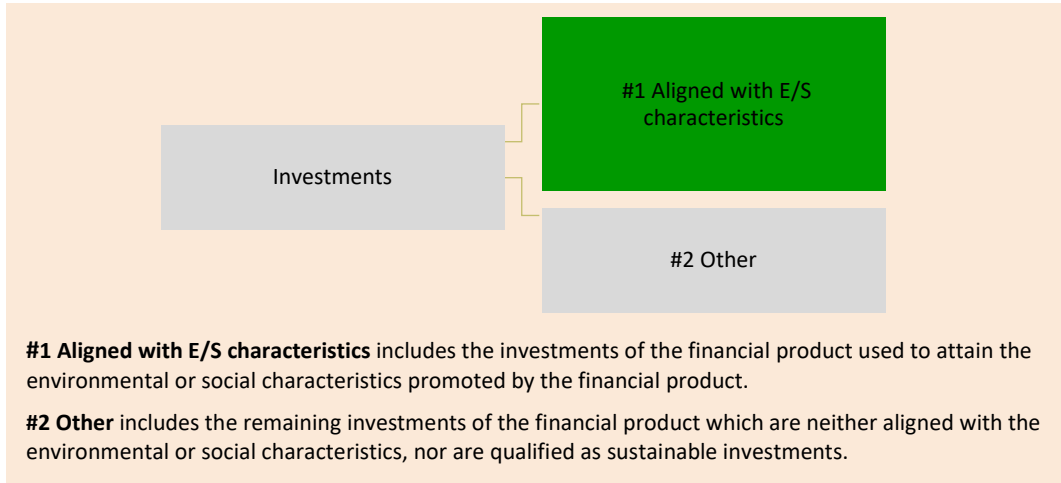 #1 Aligned with E/S
characteristics
Investments
#2 Other
#1 Aligned with E/S characteristics includes the investments of the financial product used to attain the
environmental or social characteristics promoted by the financial product.
#2 Other includes the remaining investments of the financial product which are neither aligned with the
environmental or social characteristics, nor are qualified as sustainable investments.